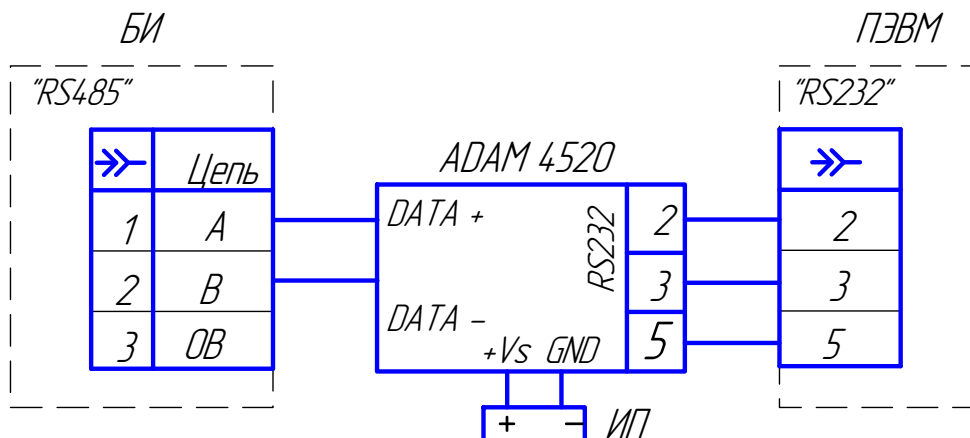 БИ
ПЭВМ
"RS485"
"RS232"
ADAM 4520
Цепь
DATA +
RS232
1 А 2 2
2 В 3 3
DATA -
3 ОВ 5 5
+Vs GND
+ - ИП